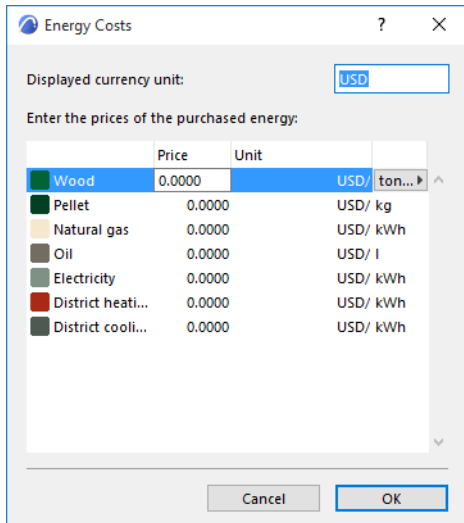 Energy Costs ?
Displayed currency unit: USD
Enter the prices of the purchased energy:
Price Unit
Wood 0.0000 USD/ ton...
Pellet 0.0000 USD/ kg
Natural gas 0.0000 USD/ kWh
Oil 0.0000 USD/ l
Electricity 0.0000 USD/ kWh
District heati... 0.0000 USD/ kWh
District cooli... 0.0000 USD/ kWh
Cancel OK